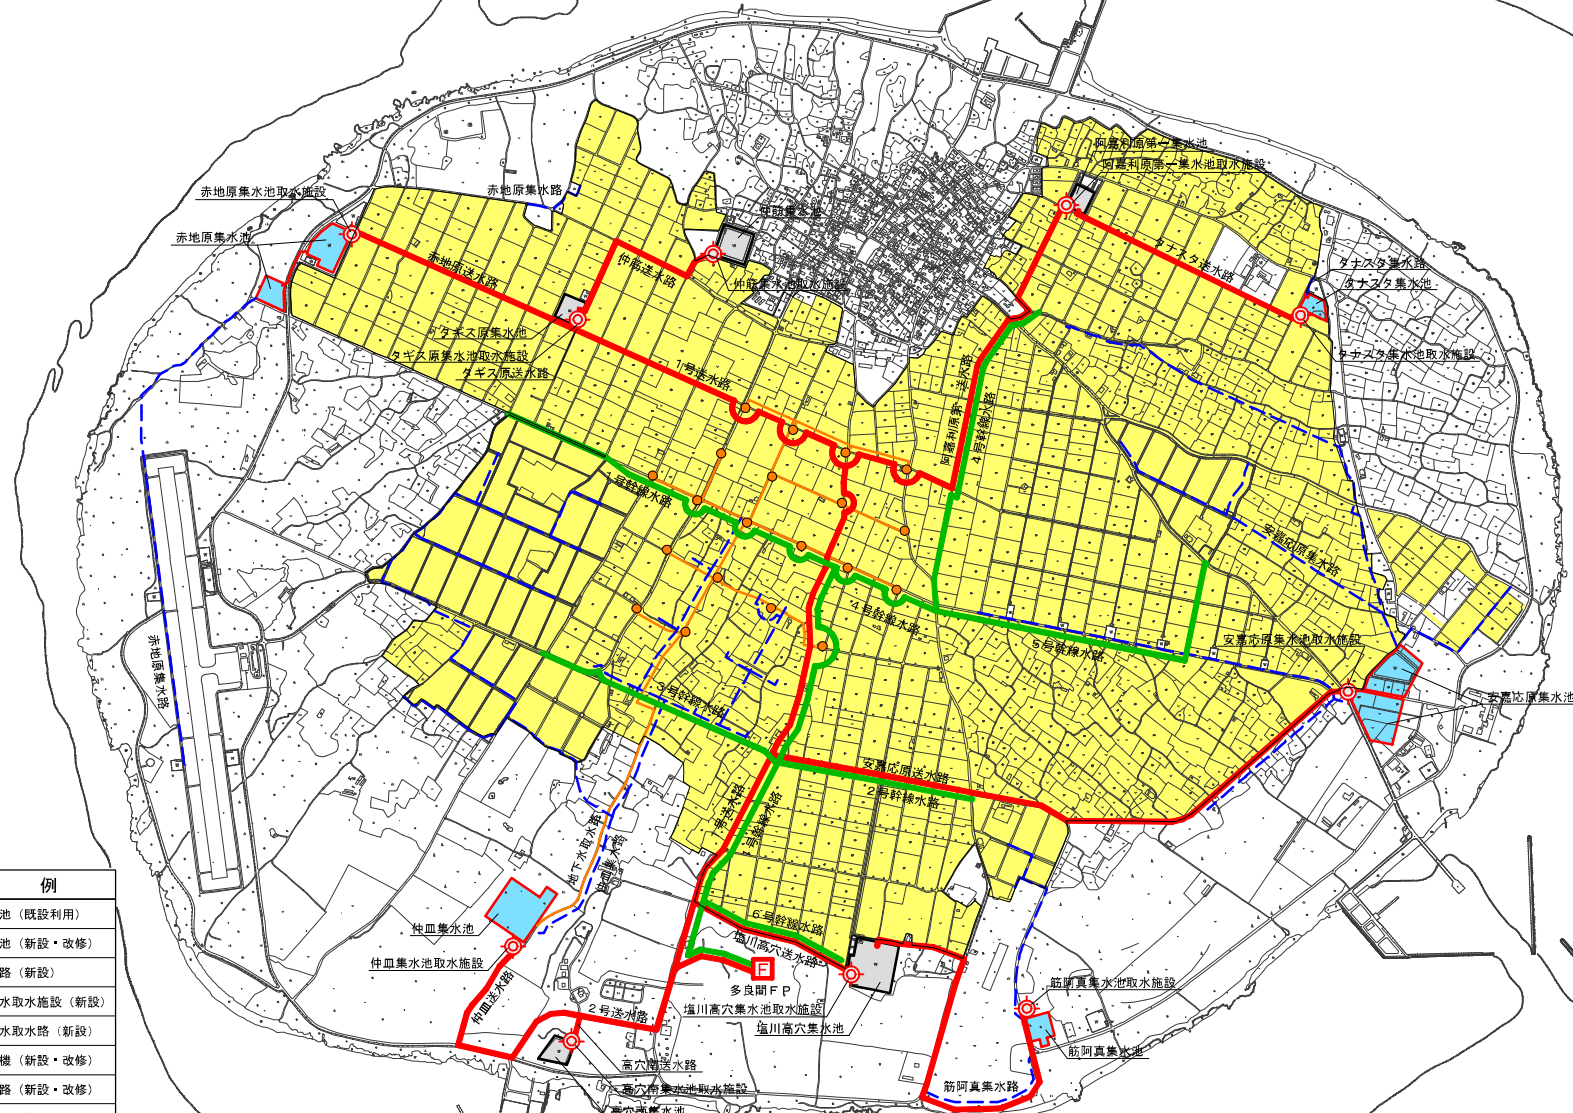 阿嘉利原第一集水池
阿嘉利原第一集水池取水施設
赤地原集水池取水施設
赤地原集水路
仲筋集水池
赤地原集水池
赤地原送水路
仲筋送水路
仲筋集水池取水施設
タナスタ送水路
タナスタ集水路
タナスタ集水池
タナスタ集水池取水施設
タギス原集水池
タギス原集水池取水施設
タギス原送水路
1号送水路
阿嘉利原第一送水路
4号幹線水路
1号幹線水路
安嘉応原集水路
4号幹線水路
5号幹線水路
安嘉応原集水池取水施設
安嘉応原集水池
赤地原集水路
3号幹線水路
安嘉応原送水路
2号幹線水路
号送水路
号幹線水路
地下水取水路
仲皿集水路
例
池（既設利用）
池（新設・改修）
路（新設）
水取水施設（新設）
水取水路（新設）
機（新設・改修）
路（新設・改修）
仲皿集水池
仲皿集水池取水施設
仲皿送水路
6号幹線水路
塩川高穴送水路
F
多良間FP
塩川高穴集水池取水施設
塩川高穴集水池
2号送水路
筋阿真集水池取水施設
筋阿真集水池
高穴南送水路
高穴南集水池取水施設
高穴南集水池
筋阿真集水路